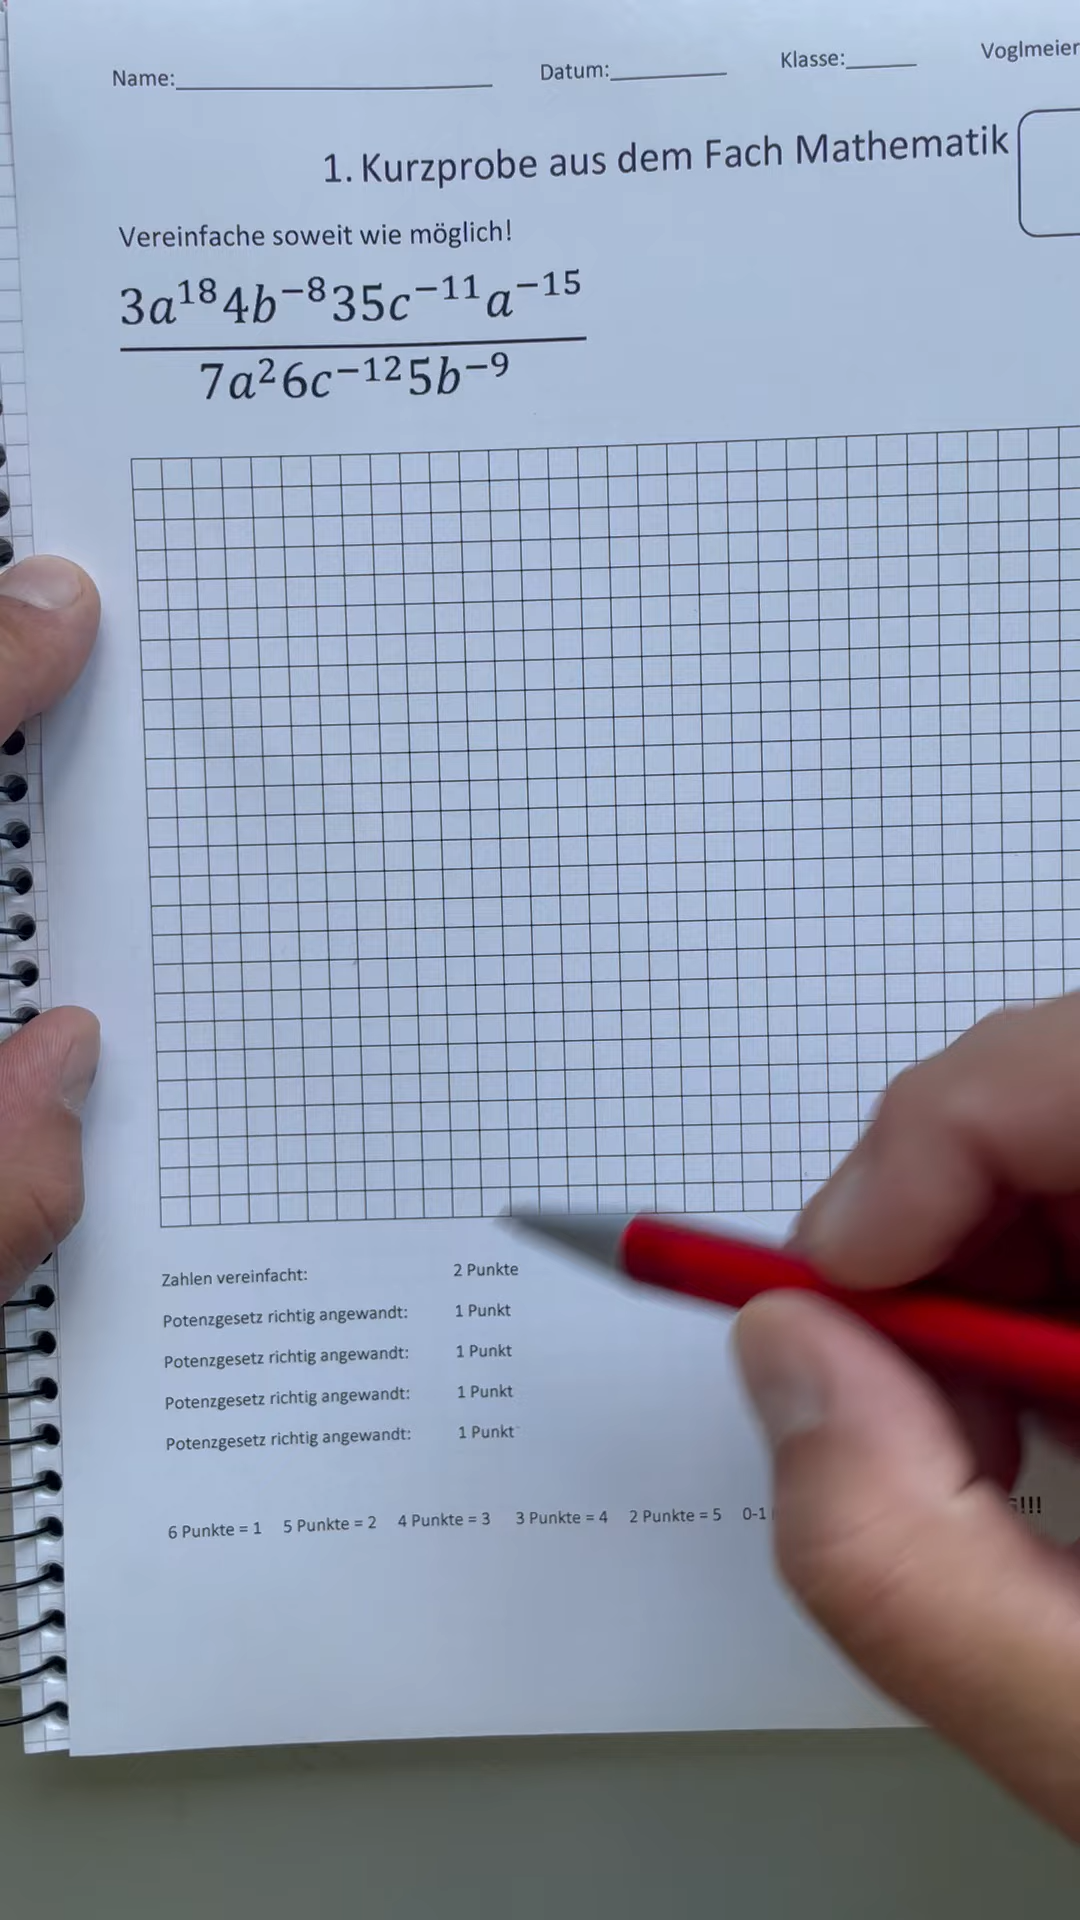 Name:____________ Datum:________ Klasse:_____ Voglmeier
1. Kurzprobe aus dem Fach Mathematik
Vereinfache soweit wie möglich!
3a¹⁸4b⁻⁸35c⁻¹¹a⁻¹⁵
7a²6c⁻¹²5b⁻⁹
Zahlen vereinfacht: 2 Punkte
Potenzgesetz richtig angewandt: 1 Punkt
Potenzgesetz richtig angewandt: 1 Punkt
Potenzgesetz richtig angewandt: 1 Punkt
Potenzgesetz richtig angewandt: 1 Punkt
6 Punkte = 1 5 Punkte = 2 4 Punkte = 3 3 Punkte = 4 2 Punkte = 5 0-1